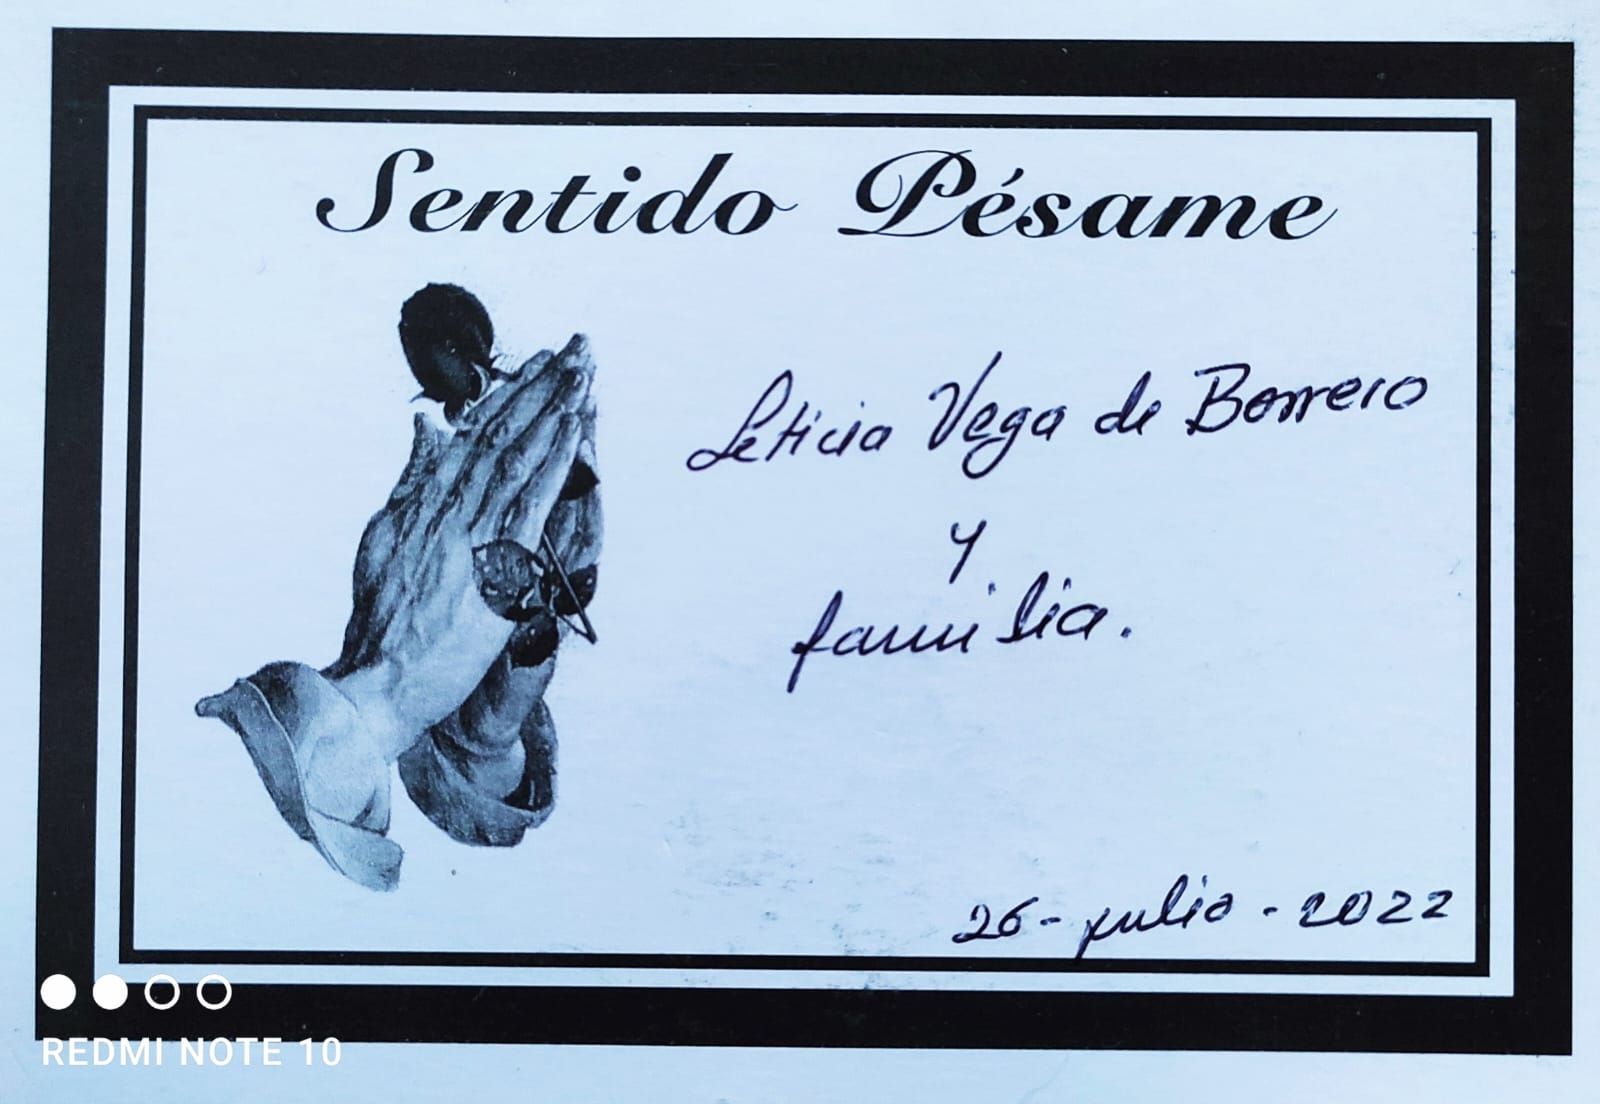 Sentido Pésame
Leticia Vega de Borrero
y
familia.
26-julio-2022
REDMI NOTE 10